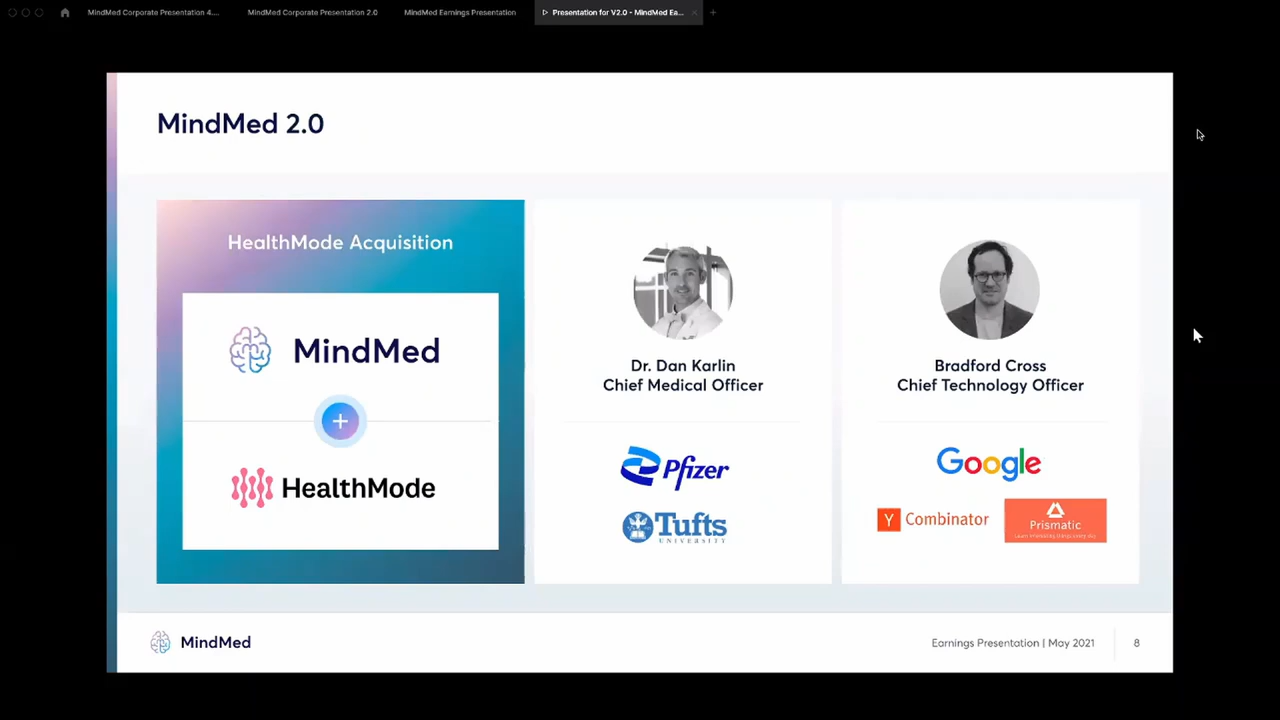 MindMed Corporate Presentation 4....
MindMed Corporate Presentation 2.0
MindMed Earnings Presentation
Presentation for V2.0 - MindMed Ea...
MindMed 2.0
HealthMode Acquisition
MindMed
HealthMode
Dr. Dan Karlin
Chief Medical Officer
Pfizer
Tufts
UNIVERSITY
Bradford Cross
Chief Technology Officer
Google
Y Combinator
Prismatic
MindMed
Earnings Presentation | May 2021
8